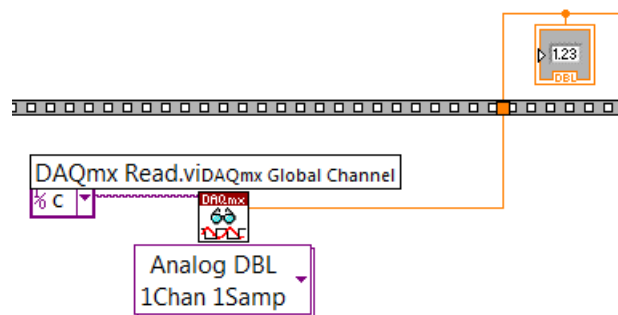 1.23
DBL
DAQmx Read.viDAQmx Global Channel
I/O C
DAQmx
Analog DBL
1Chan 1Samp